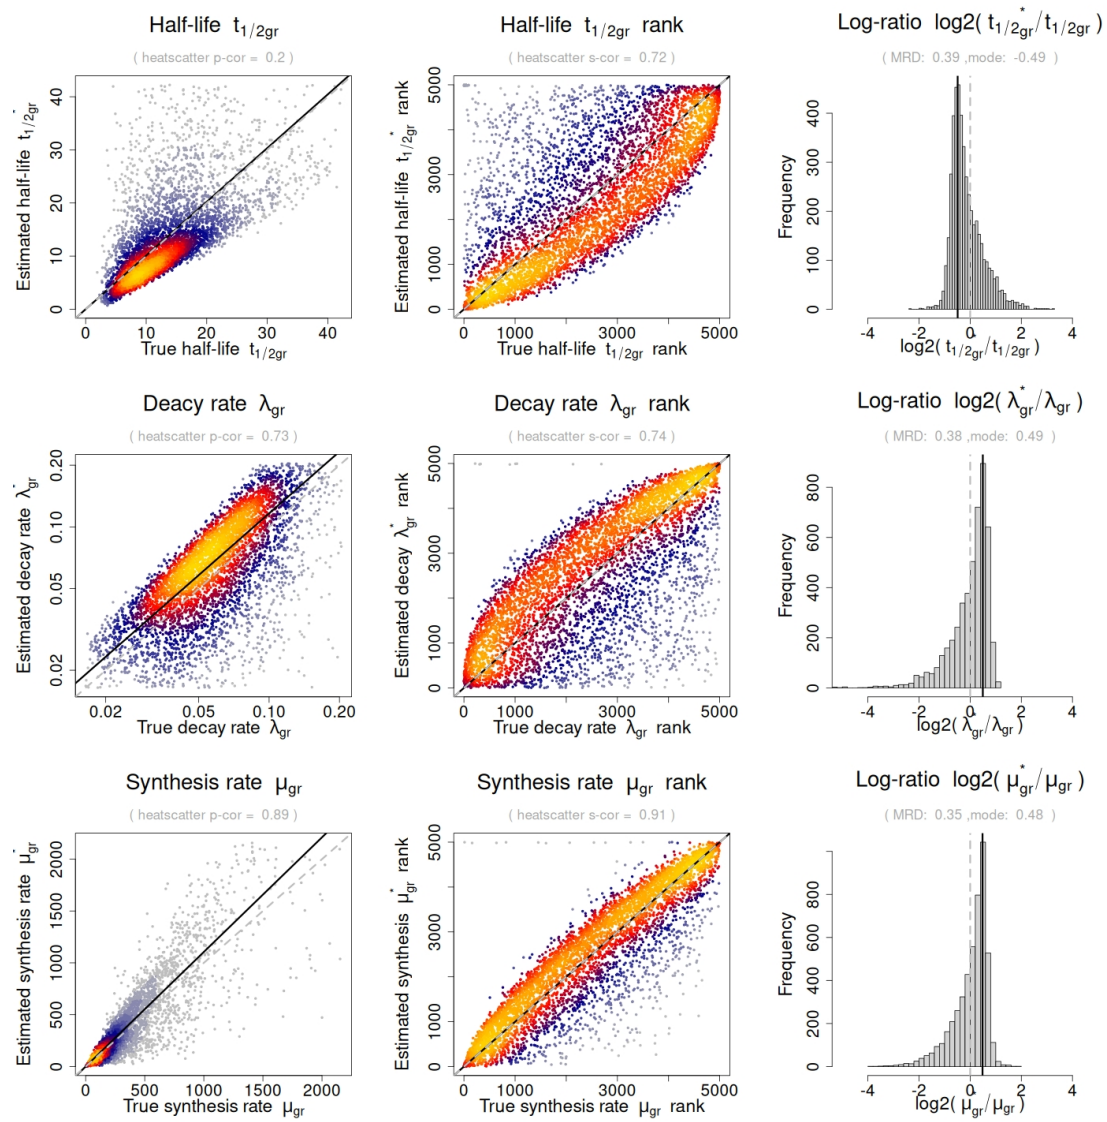 Half-life t1/2gr
( heatscatter p-cor = 0.2 )
Estimated half-life t1/2gr*
40
30
20
10
0
0 10 20 30 40
True half-life t1/2gr
Half-life t1/2gr rank
( heatscatter s-cor = 0.72 )
Estimated half-life t1/2gr* rank
5000
3000
1000
0
0 1000 3000 5000
True half-life t1/2gr rank
Log-ratio log2( t1/2gr*/t1/2gr )
( MRD: 0.39 ,mode: -0.49 )
Frequency
400
300
200
100
0
-4 -2 0 2 4
log2( t1/2gr/t1/2gr )
Deacy rate λgr
( heatscatter p-cor = 0.73 )
Estimated decay rate λgr*
0.20
0.10
0.05
0.02
0.02 0.05 0.10 0.20
True decay rate λgr
Decay rate λgr rank
( heatscatter s-cor = 0.74 )
Estimated decay λgr* rank
5000
3000
1000
0
0 1000 3000 5000
True decay rate λgr rank
Log-ratio log2( λgr*/λgr )
( MRD: 0.38 ,mode: 0.49 )
Frequency
800
600
400
200
0
-4 -2 0 2 4
log2( λgr/λgr )
Synthesis rate μgr
( heatscatter p-cor = 0.89 )
Estimated synthesis rate μgr*
2000
1500
1000
500
0
0 500 1000 1500 2000
True synthesis rate μgr
Synthesis rate μgr rank
( heatscatter s-cor = 0.91 )
Estimated synthesis μgr* rank
5000
3000
1000
0
0 1000 3000 5000
True synthesis rate μgr rank
Log-ratio log2( μgr*/μgr )
( MRD: 0.35 ,mode: 0.48 )
Frequency
800
600
400
200
0
-4 -2 0 2 4
log2( μgr/μgr )